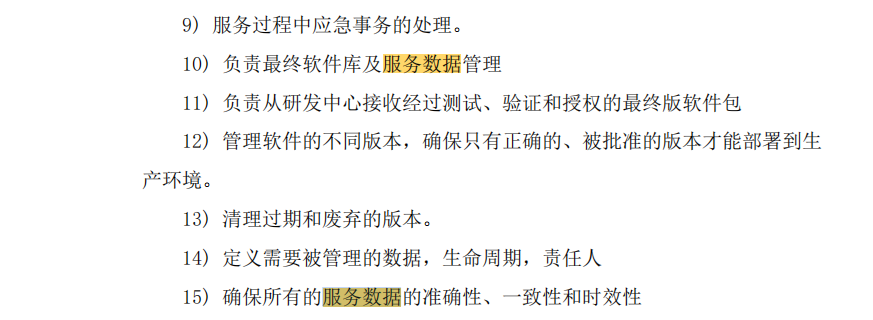 9）服务过程中应急事务的处理。
10）负责最终软件库及服务数据管理
11）负责从研发中心接收经过测试、验证和授权的最终版软件包
12）管理软件的不同版本，确保只有正确的、被批准的版本才能部署到生
产环境。
13）清理过期和废弃的版本。
14）定义需要被管理的数据，生命周期，责任人
15）确保所有的服务数据的准确性、一致性和时效性